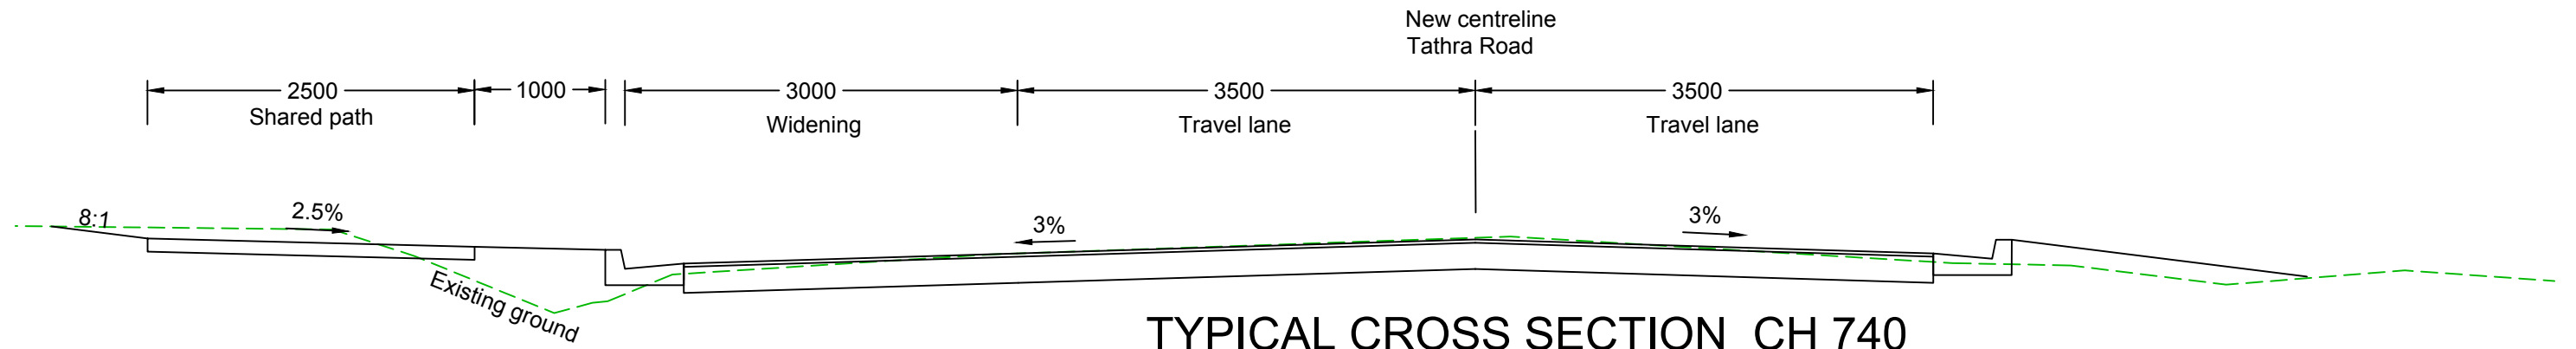 New centreline
Tathra Road
2500
1000
3000
3500
3500
Shared path
Widening
Travel lane
Travel lane
8:1
2.5%
3%
3%
Existing ground
TYPICAL CROSS SECTION CH 740